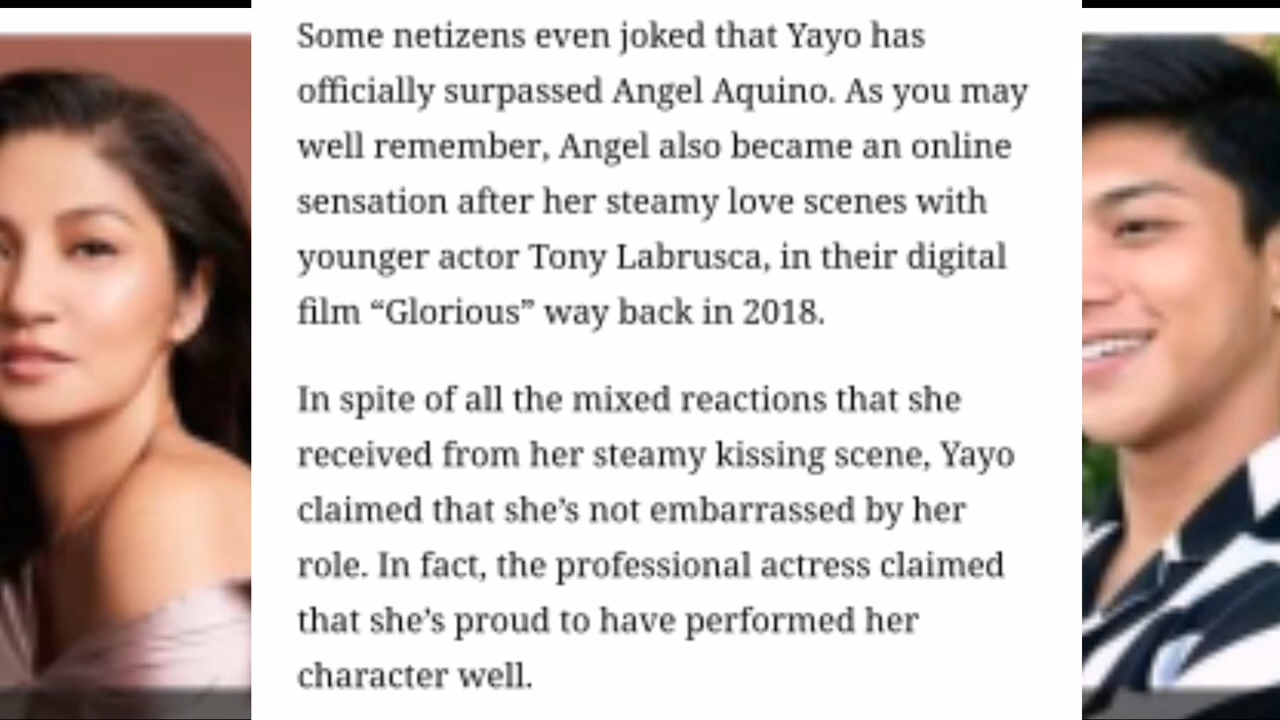 Some netizens even joked that Yayo has
officially surpassed Angel Aquino. As you may
well remember, Angel also became an online
sensation after her steamy love scenes with
younger actor Tony Labrusca, in their digital
film “Glorious” way back in 2018.
In spite of all the mixed reactions that she
received from her steamy kissing scene, Yayo
claimed that she’s not embarrassed by her
role. In fact, the professional actress claimed
that she’s proud to have performed her
character well.